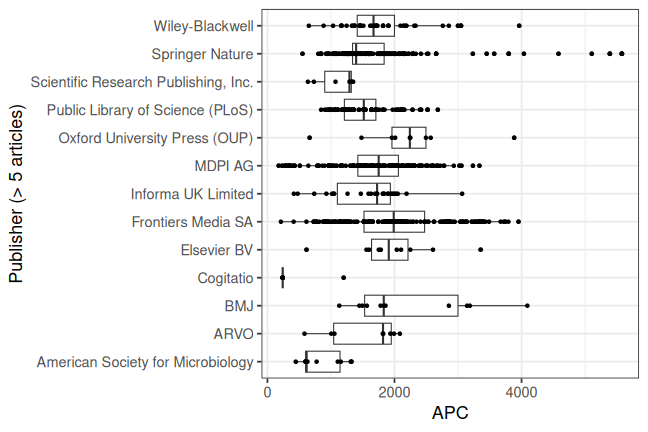 Publisher (> 5 articles)
Wiley-Blackwell
Springer Nature
Scientific Research Publishing, Inc.
Public Library of Science (PLoS)
Oxford University Press (OUP)
MDPI AG
Informa UK Limited
Frontiers Media SA
Elsevier BV
Cogitatio
BMJ
ARVO
American Society for Microbiology
0 2000 4000
APC